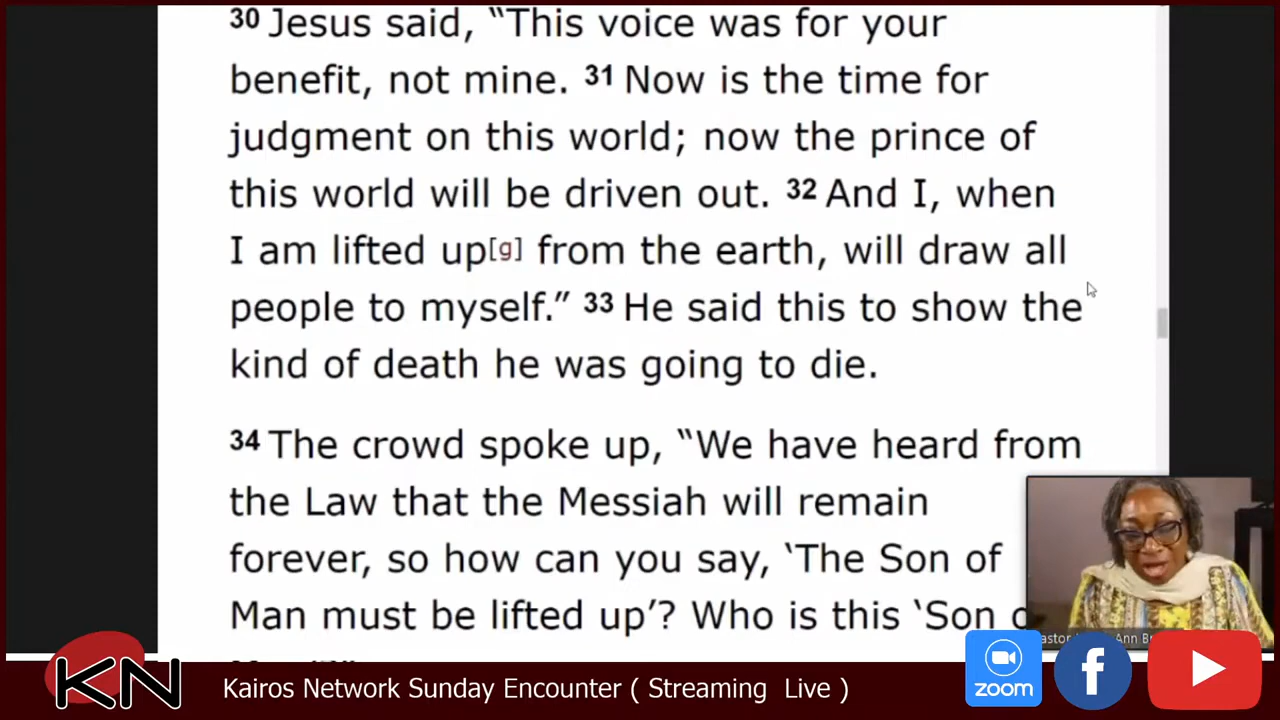 30 Jesus said, “This voice was for your
benefit, not mine. 31 Now is the time for
judgment on this world; now the prince of
this world will be driven out. 32 And I, when
I am lifted up[g] from the earth, will draw all
people to myself.” 33 He said this to show the
kind of death he was going to die.
34 The crowd spoke up, “We have heard from
the Law that the Messiah will remain
forever, so how can you say, ‘The Son of
Man must be lifted up’? Who is this ‘Son
Ann
KN
Kairos Network Sunday Encounter ( Streaming Live )
zoom
f